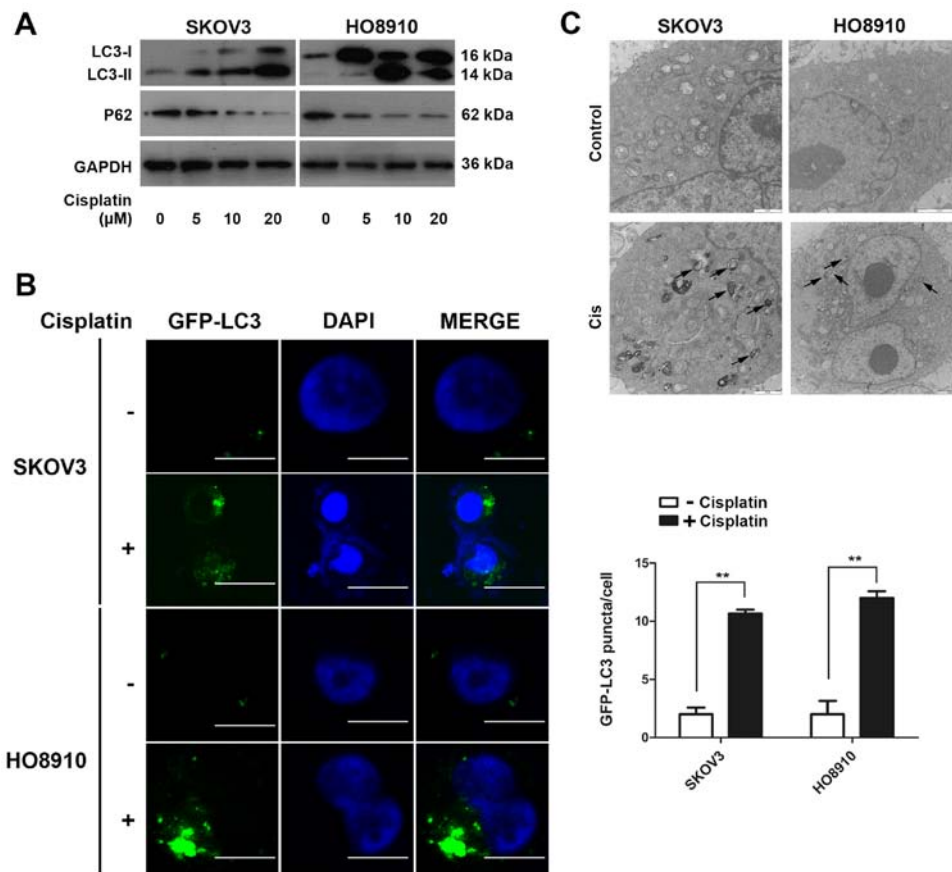 A
SKOV3 HO8910
LC3-I 16 kDa
LC3-II 14 kDa
P62 62 kDa
GAPDH 36 kDa
Cisplatin
(μM) 0 5 10 20 0 5 10 20
B
Cisplatin GFP-LC3 DAPI MERGE
-
SKOV3
+
-
HO8910
+
C
SKOV3 HO8910
Control
Cis
- Cisplatin
+ Cisplatin
GFP-LC3 puncta/cell
15
10
5
0
** **
SKOV3 HO8910